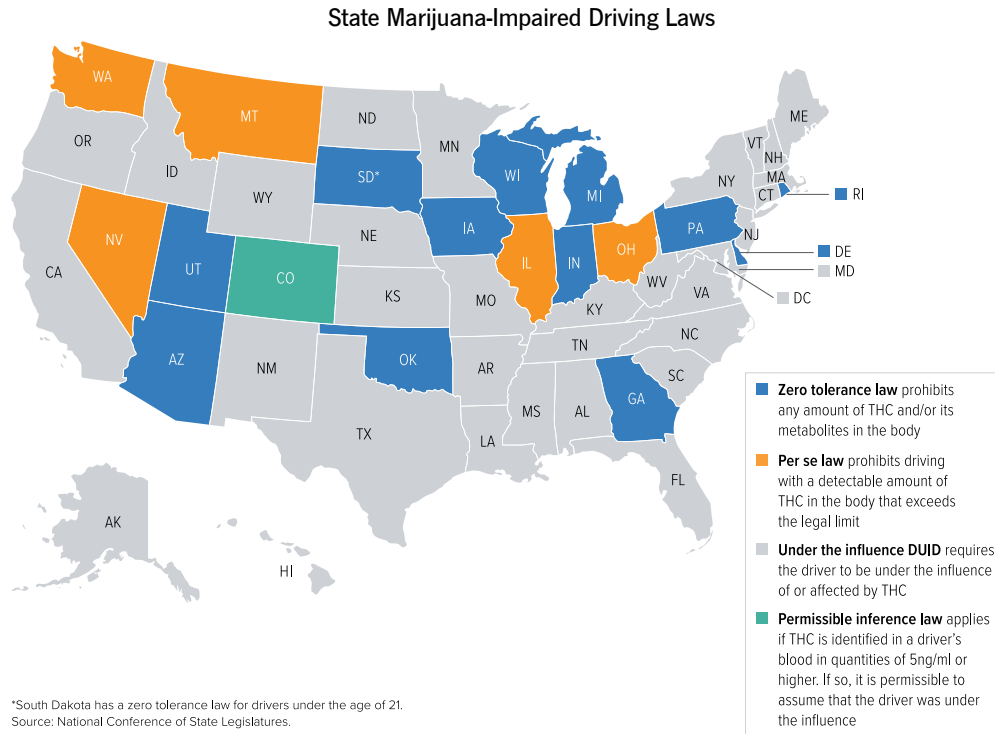 State Marijuana-Impaired Driving Laws
WA
MT
ND
MN
ME
OR
ID
SD*
WI
MI
VT
NH
NY
MA
CT
RI
WY
IA
PA
NE
NJ
NV
UT
CO
IL
IN
OH
DE
MD
WV
DC
CA
KS
MO
KY
VA
AZ
NM
OK
AR
TN
NC
SC
TX
LA
MS
AL
GA
FL
AK
HI
Zero tolerance law prohibits
any amount of THC and/or its
metabolites in the body
Per se law prohibits driving
with a detectable amount of
THC in the body that exceeds
the legal limit
Under the influence DUID requires
the driver to be under the influence
of or affected by THC
Permissible inference law applies
if THC is identified in a driver's
blood in quantities of 5ng/ml or
higher. If so, it is permissible to
assume that the driver was under
the influence
*South Dakota has a zero tolerance law for drivers under the age of 21.
Source: National Conference of State Legislatures.